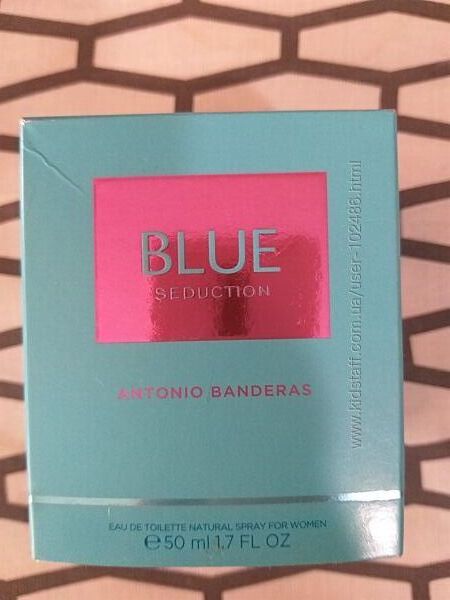 BLUE
SEDUCTION
ANTONIO BANDERAS
EAU DE TOILETTE NATURAL SPRAY FOR WOMEN
℮50 ml 1.7 FL OZ
www.kidstaff.com.ua/user-102486.html